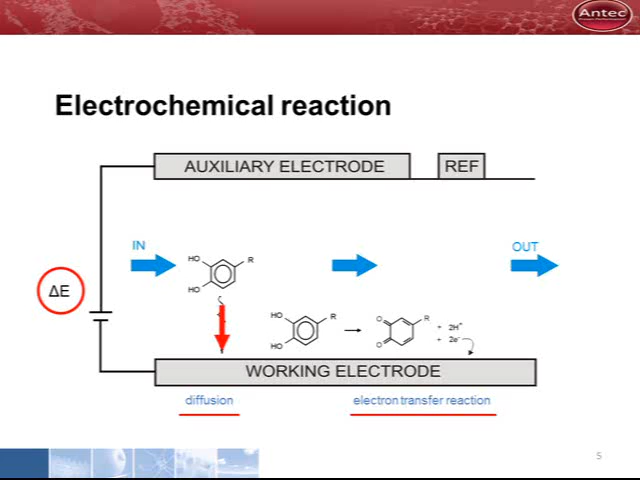 Antec
Electrochemical reaction
AUXILIARY ELECTRODE
REF
IN
OUT
HO
R
HO
ΔE
HO
R
HO
O
R
O
+ 2H⁺
+ 2e⁻
WORKING ELECTRODE
diffusion
electron transfer reaction
5